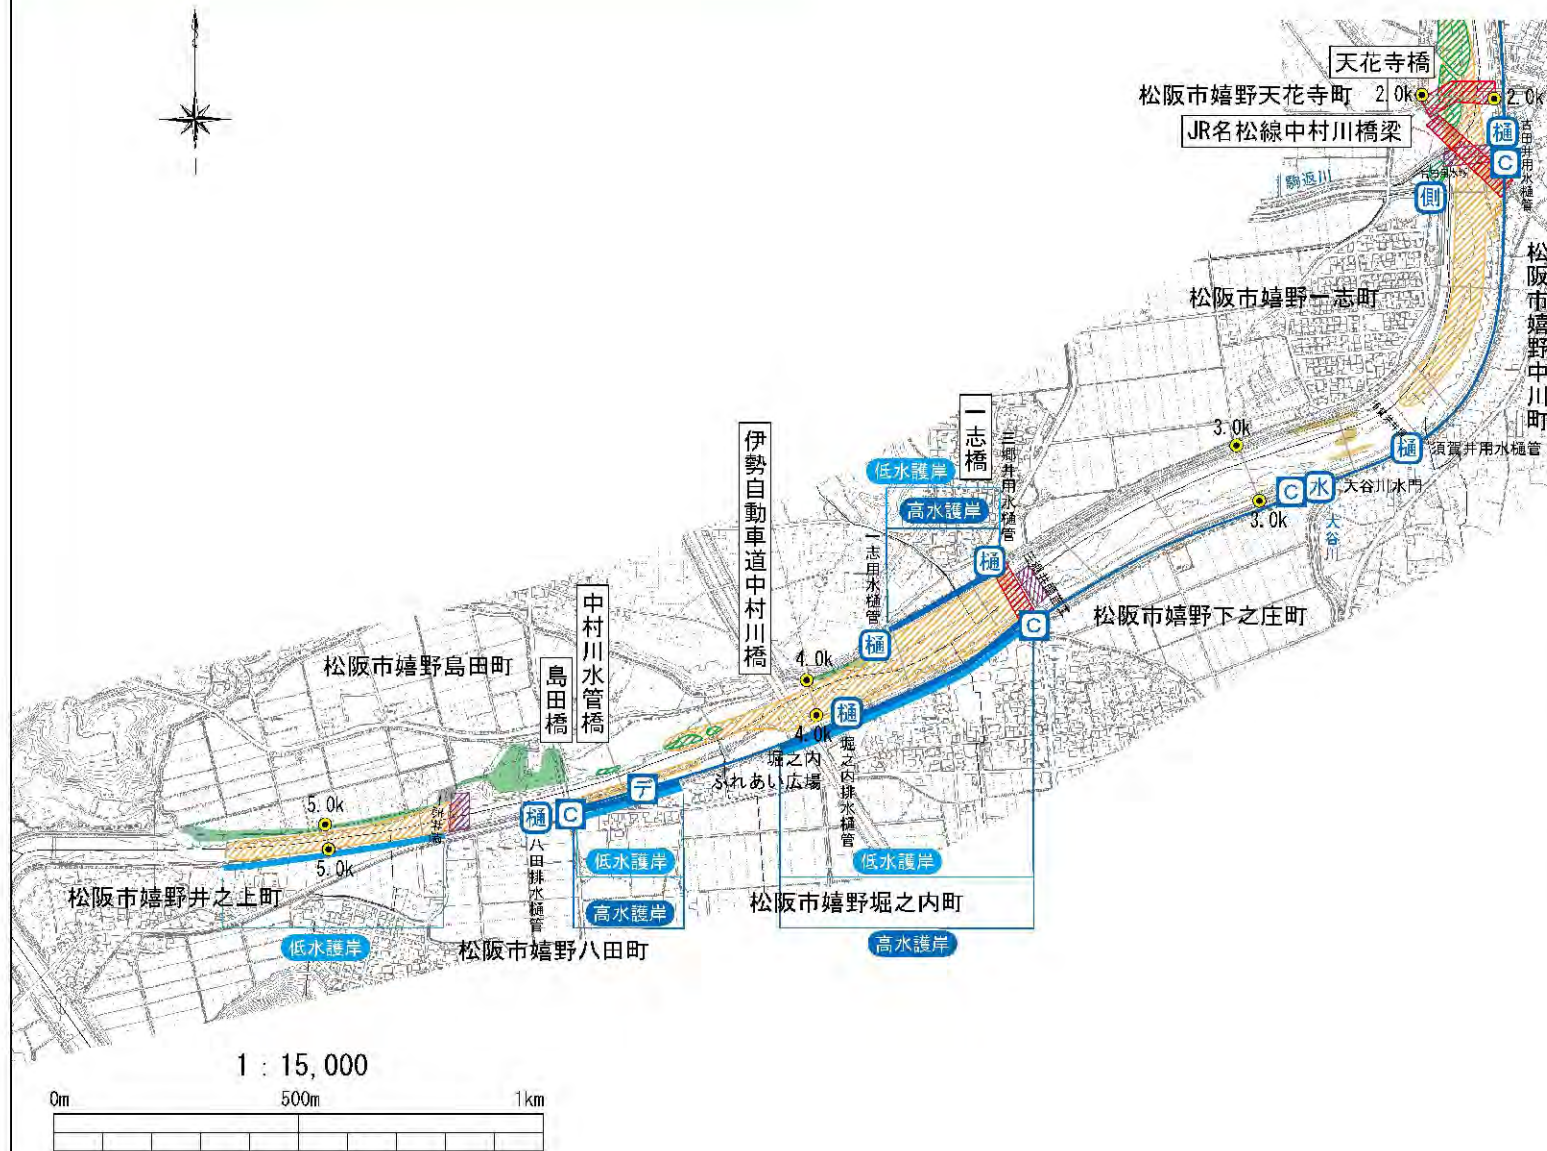 天花寺橋
松阪市嬉野天花寺町
2.0k
2.0k
JR名松線中村川橋梁
樋
古田井用水樋管
C
駒返川
側
松阪市嬉野中川町
松阪市嬉野一志町
3.0k
樋
須賀井用水樋管
C
水
大谷川水門
3.0k
大谷川
一志橋
三郷井用水樋管
低水護岸
高水護岸
一志用水樋管
樋
樋
C
松阪市嬉野下之庄町
伊勢自動車道中村川橋
4.0k
樋
4.0k
堀之内排水樋管
堀之内
ふれあい広場
中村川水管橋
島田橋
松阪市嬉野島田町
デ
樋
C
八田排水樋管
5.0k
5.0k
松阪市嬉野井之上町
低水護岸
松阪市嬉野八田町
低水護岸
高水護岸
低水護岸
松阪市嬉野堀之内町
高水護岸
1 : 15,000
0m
500m
1km